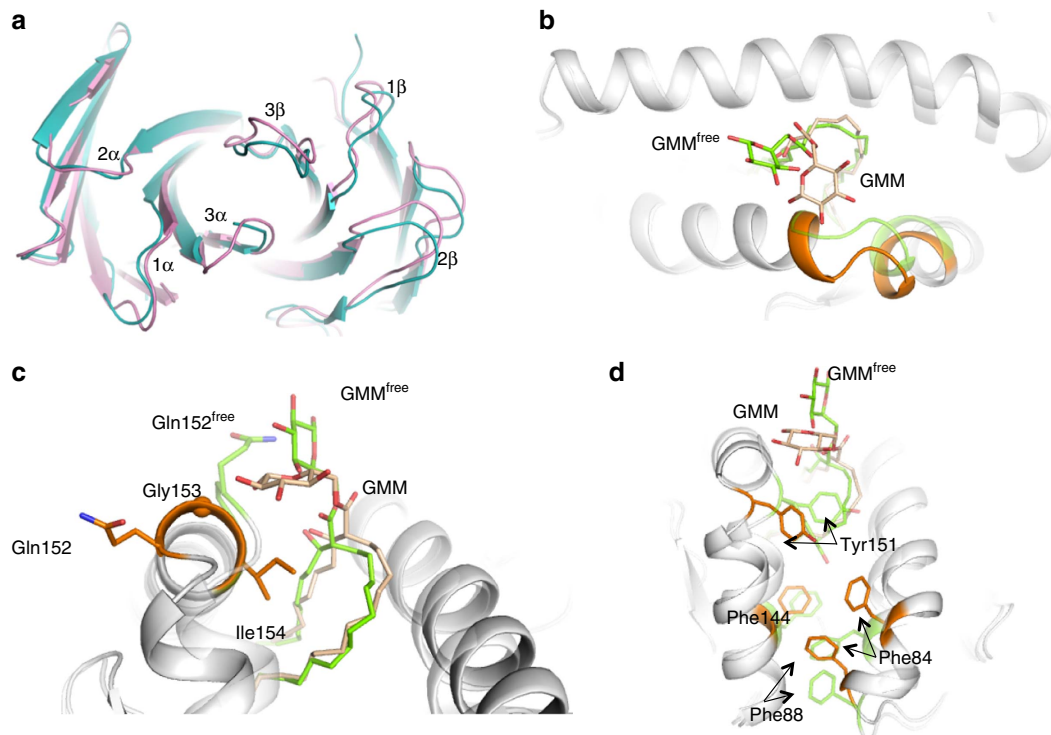 a
3β
1β
2α
3α
1α
2β
b
GMM^free
GMM
c
GMM^free
Gln152^free
Gly153
GMM
Gln152
Ile154
d
GMM^free
GMM
Tyr151
Phe144
Phe84
Phe88